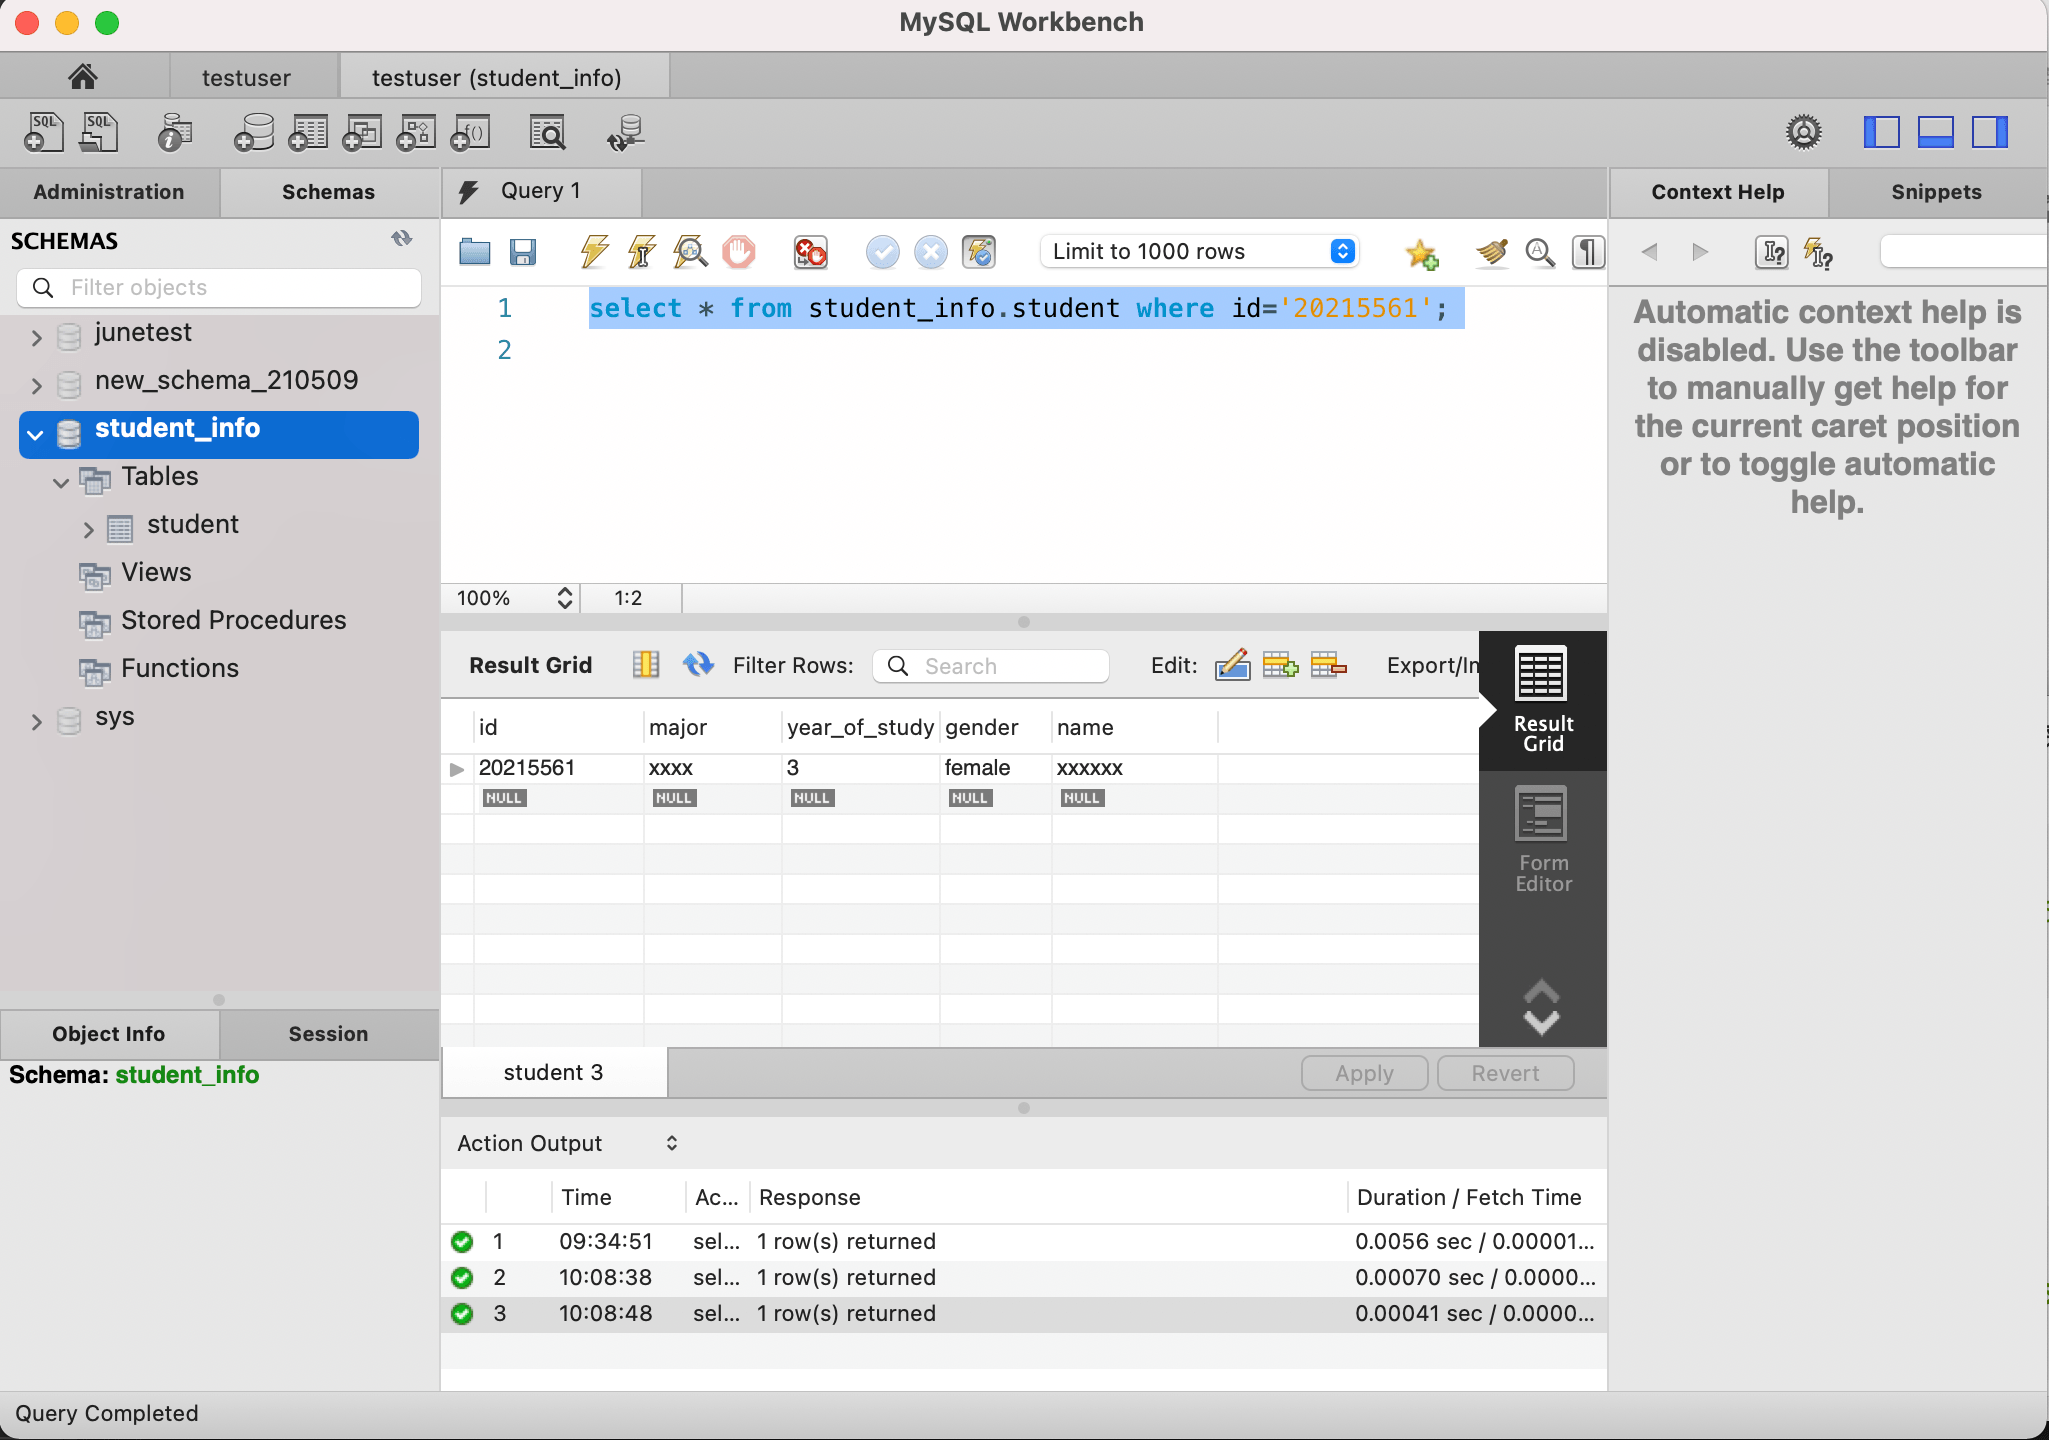 MySQL Workbench
testuser
testuser (student_info)
Administration
Schemas
Query 1
Context Help
Snippets
SCHEMAS
Filter objects
Limit to 1000 rows
1 select * from student_info.student where id='20215561';
2
Automatic context help is
disabled. Use the toolbar
to manually get help for
the current caret position
or to toggle automatic
help.
junetest
new_schema_210509
student_info
Tables
student
Views
Stored Procedures
Functions
sys
100%
1:2
Result Grid
Filter Rows:
Search
Edit:
Export/Im
Result
Grid
Form
Editor
id major year_of_study gender name
20215561 xxxx 3 female xxxxxx
NULL NULL NULL NULL NULL
student 3
Apply
Revert
Object Info
Session
Schema: student_info
Action Output
Time Ac... Response Duration / Fetch Time
1 09:34:51 sel... 1 row(s) returned 0.0056 sec / 0.00001...
2 10:08:38 sel... 1 row(s) returned 0.00070 sec / 0.0000...
3 10:08:48 sel... 1 row(s) returned 0.00041 sec / 0.0000...
Query Completed